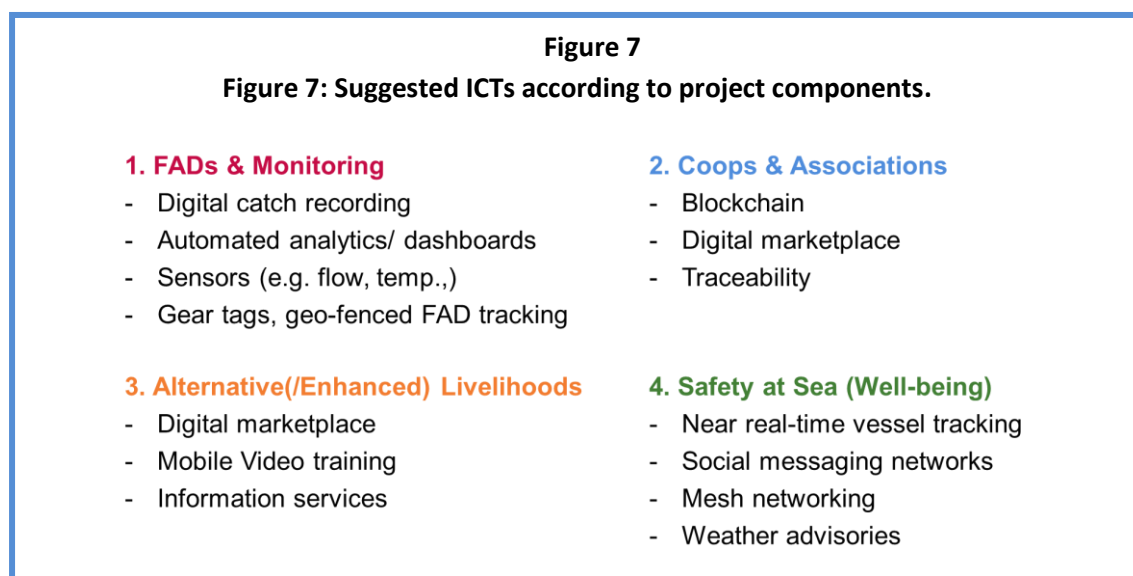 Figure 7
Figure 7: Suggested ICTs according to project components.
1. FADs & Monitoring
- Digital catch recording
- Automated analytics/ dashboards
- Sensors (e.g. flow, temp.,)
- Gear tags, geo-fenced FAD tracking
2. Coops & Associations
- Blockchain
- Digital marketplace
- Traceability
3. Alternative(/Enhanced) Livelihoods
- Digital marketplace
- Mobile Video training
- Information services
4. Safety at Sea (Well-being)
- Near real-time vessel tracking
- Social messaging networks
- Mesh networking
- Weather advisories